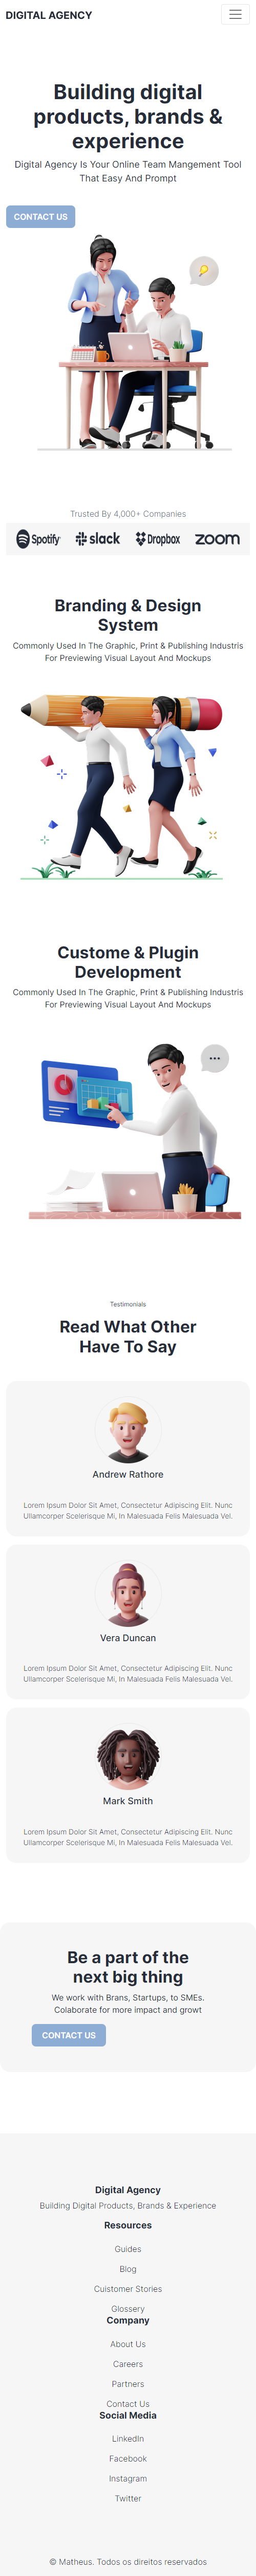 DIGITAL AGENCY
Building digital
products, brands &
experience
Digital Agency Is Your Online Team Mangement Tool
That Easy And Prompt
CONTACT US
Trusted By 4,000+ Companies
Spotify
slack
Dropbox
zoom
Branding & Design
System
Commonly Used In The Graphic, Print & Publishing Industris
For Previewing Visual Layout And Mockups
Custome & Plugin
Development
Commonly Used In The Graphic, Print & Publishing Industris
For Previewing Visual Layout And Mockups
Testimonials
Read What Other
Have To Say
Andrew Rathore
Lorem Ipsum Dolor Sit Amet, Consectetur Adipiscing Elit. Nunc
Ullamcorper Scelerisque Mi, In Malesuada Felis Malesuada Vel.
Vera Duncan
Lorem Ipsum Dolor Sit Amet, Consectetur Adipiscing Elit. Nunc
Ullamcorper Scelerisque Mi, In Malesuada Felis Malesuada Vel.
Mark Smith
Lorem Ipsum Dolor Sit Amet, Consectetur Adipiscing Elit. Nunc
Ullamcorper Scelerisque Mi, In Malesuada Felis Malesuada Vel.
Be a part of the
next big thing
We work with Brans, Startups, to SMEs.
Colaborate for more impact and growt
CONTACT US
Digital Agency
Building Digital Products, Brands & Experience
Resources
Guides
Blog
Cuistomer Stories
Glossery
Company
About Us
Careers
Partners
Contact Us
Social Media
LinkedIn
Facebook
Instagram
Twitter
© Matheus. Todos os direitos reservados